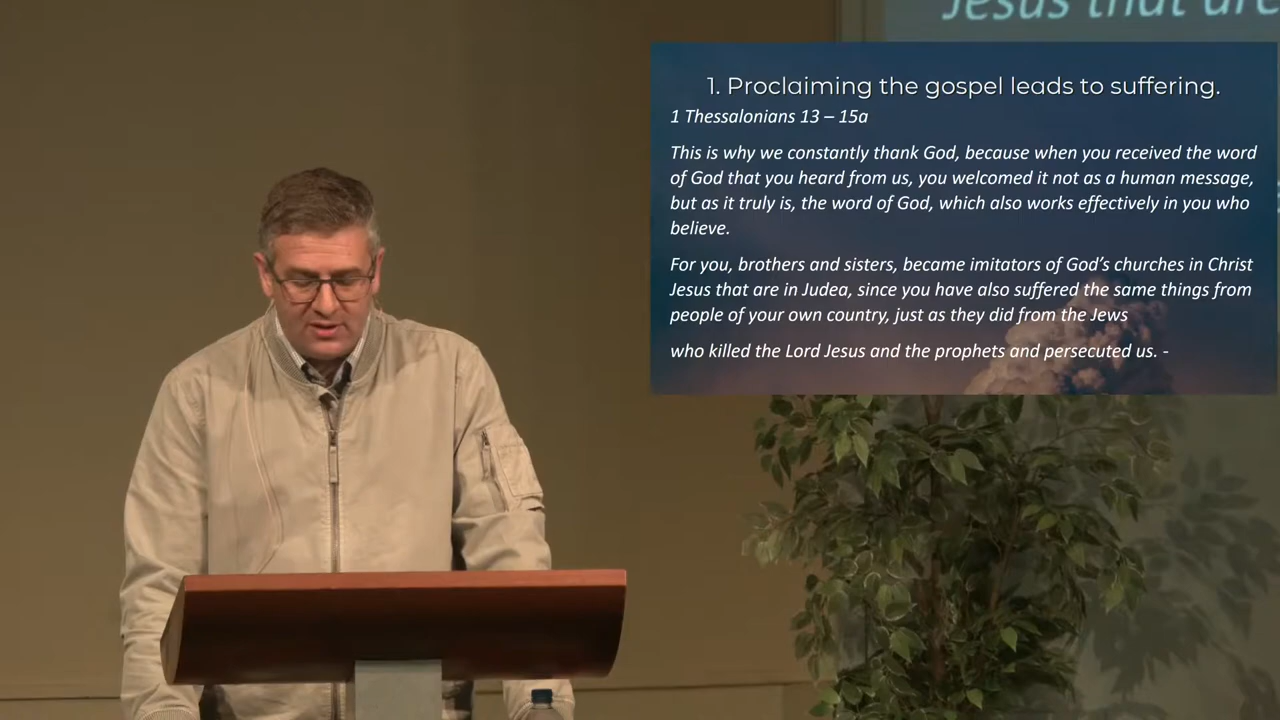 Jesus that are
1. Proclaiming the gospel leads to suffering.
1 Thessalonians 13 – 15a
This is why we constantly thank God, because when you received the word
of God that you heard from us, you welcomed it not as a human message,
but as it truly is, the word of God, which also works effectively in you who
believe.
For you, brothers and sisters, became imitators of God’s churches in Christ
Jesus that are in Judea, since you have also suffered the same things from
people of your own country, just as they did from the Jews
who killed the Lord Jesus and the prophets and persecuted us. -